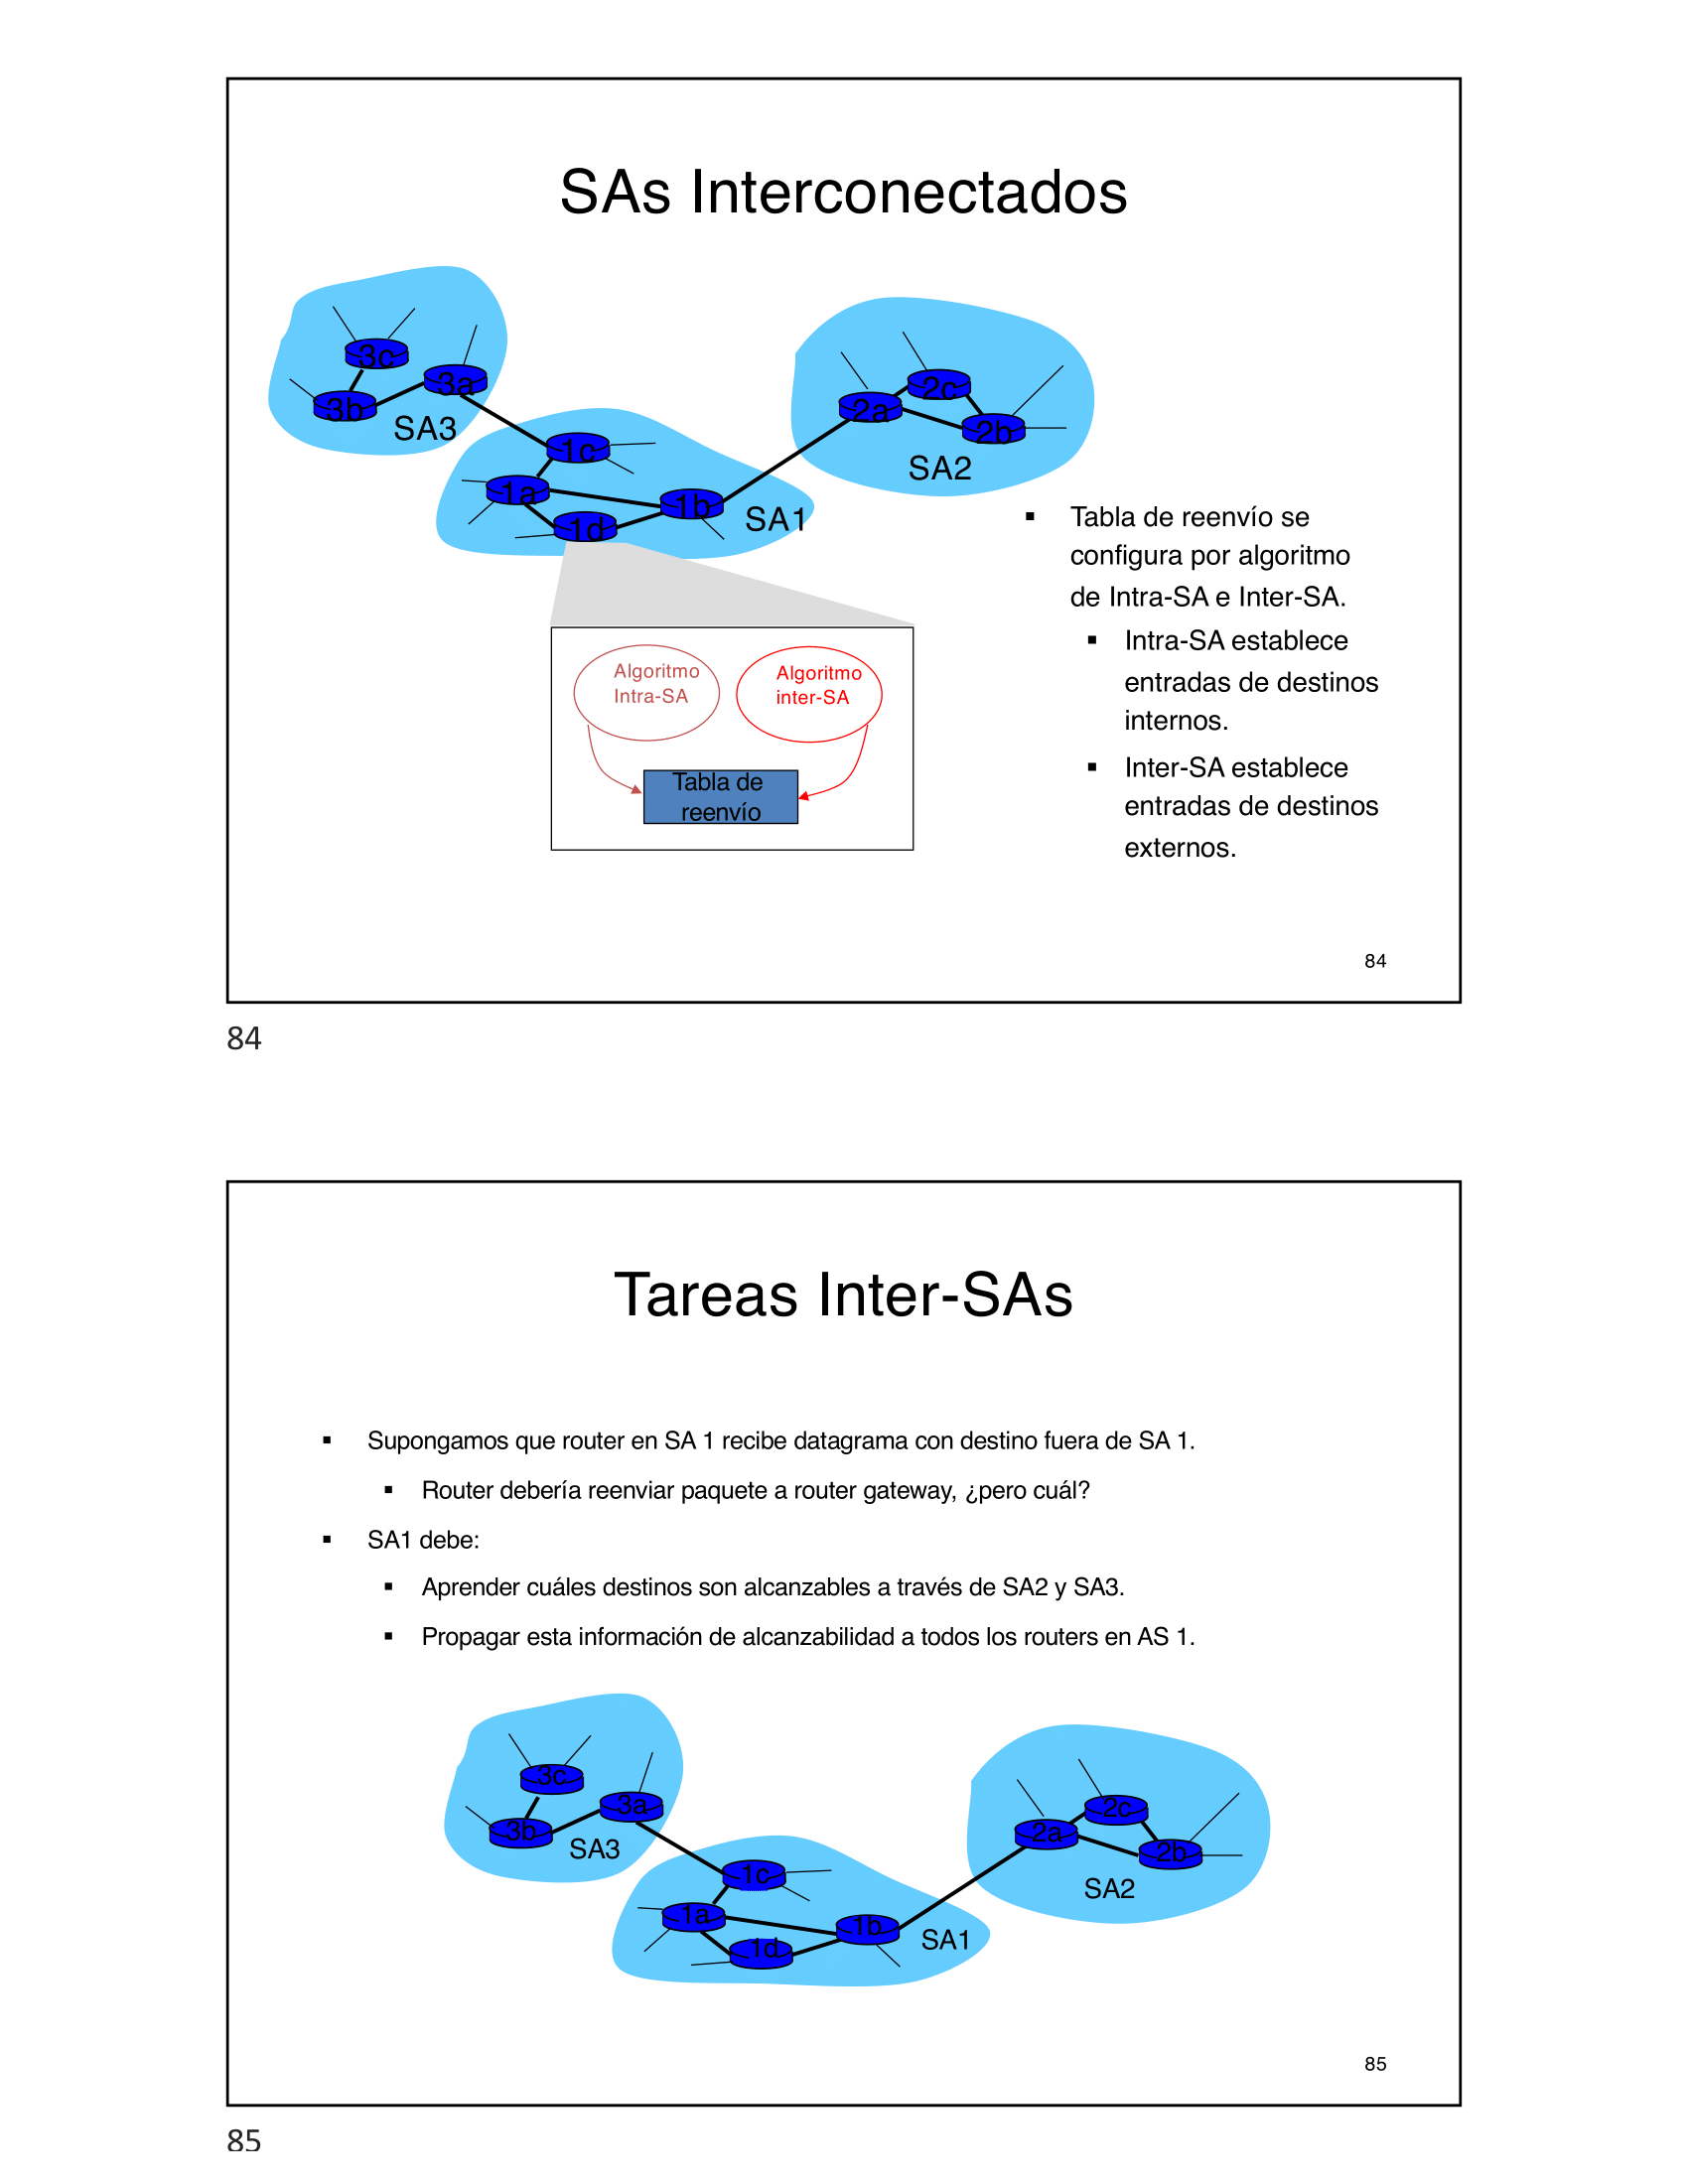 SAs Interconectados
3c
3a
3b
SA3
1c
1a
1b
1d
SA1
2c
2a
2b
SA2
▪ Tabla de reenvío se
configura por algoritmo
de Intra-SA e Inter-SA.
▪ Intra-SA establece
entradas de destinos
internos.
▪ Inter-SA establece
entradas de destinos
externos.
Algoritmo
Intra-SA
Algoritmo
inter-SA
Tabla de
reenvío
84
84
Tareas Inter-SAs
▪ Supongamos que router en SA 1 recibe datagrama con destino fuera de SA 1.
▪ Router debería reenviar paquete a router gateway, ¿pero cuál?
▪ SA1 debe:
▪ Aprender cuáles destinos son alcanzables a través de SA2 y SA3.
▪ Propagar esta información de alcanzabilidad a todos los routers en AS 1.
3c
3a
3b
SA3
1c
1a
1b
1d
SA1
2c
2a
2b
SA2
85
85